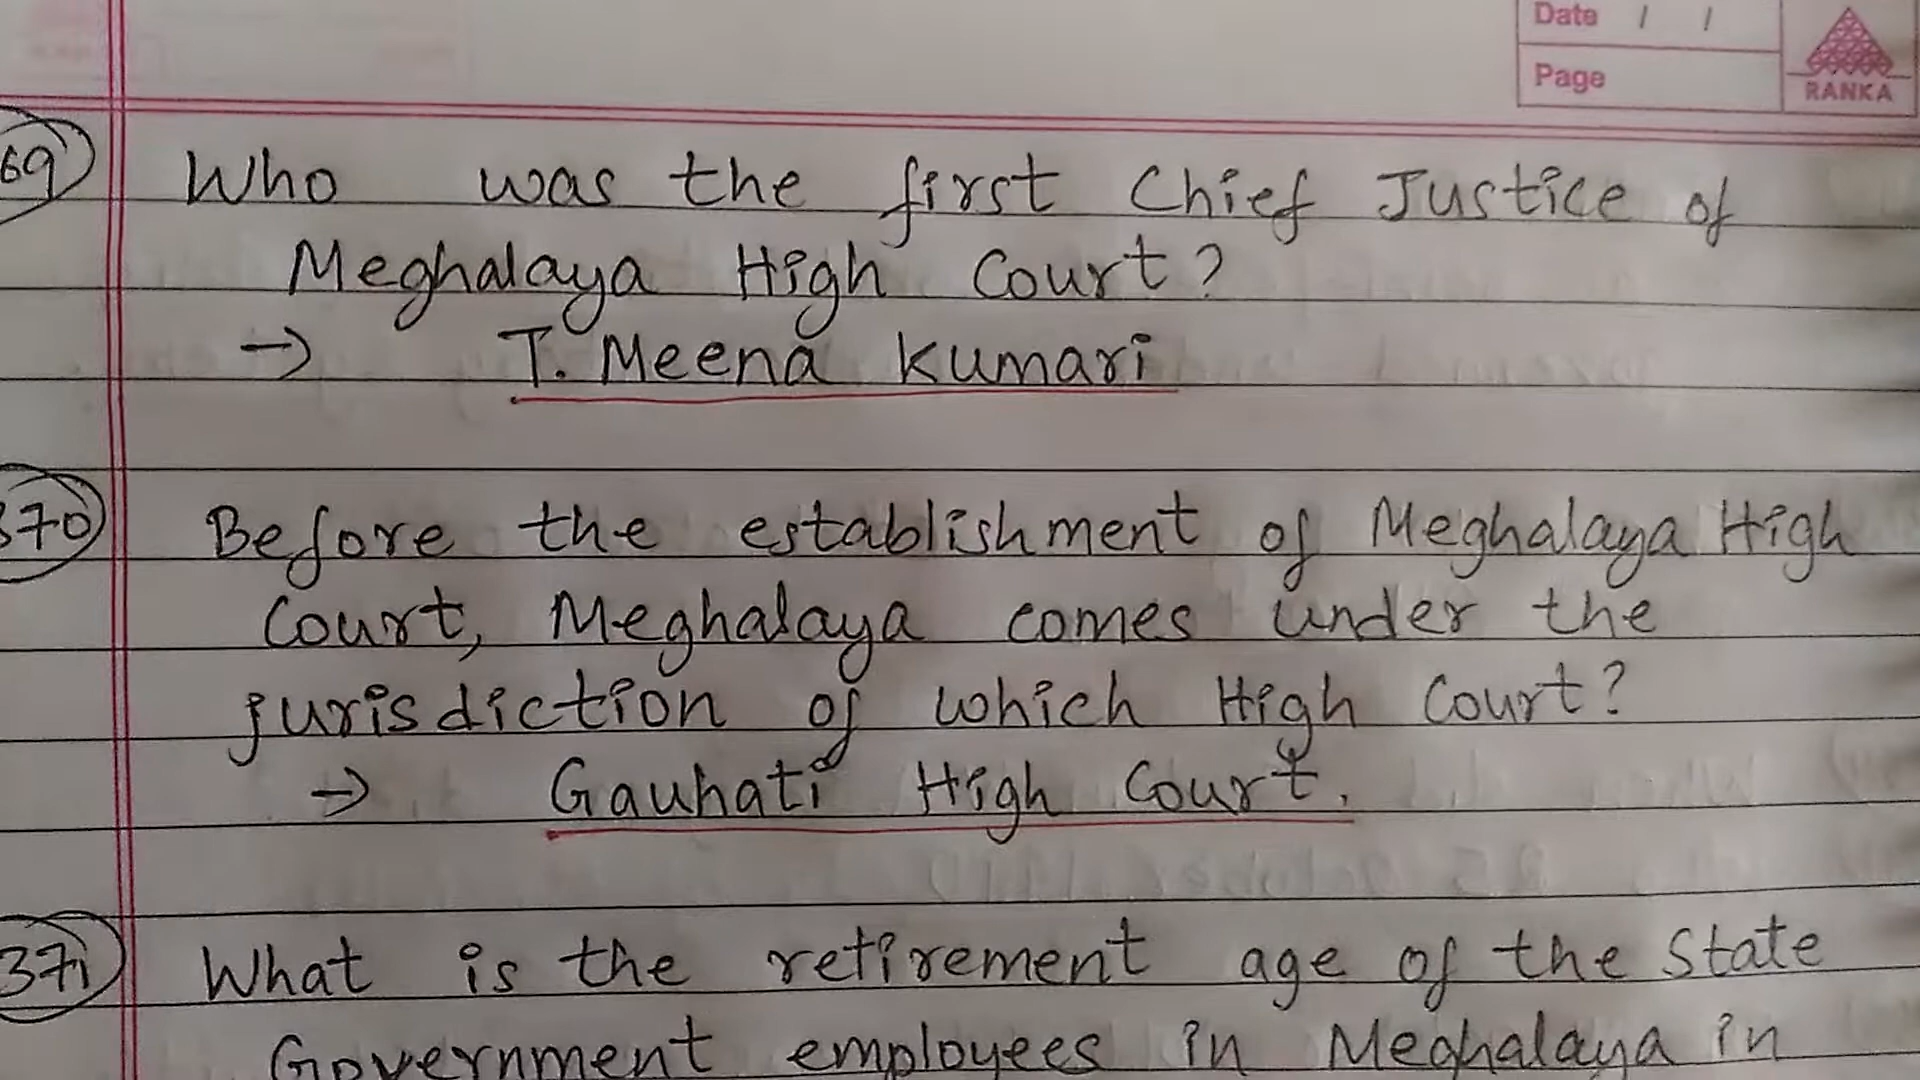 Date / /
Page
RANKA
69 Who was the first Chief Justice of
Meghalaya High Court?
→ T. Meena Kumari
370 Before the establishment of Meghalaya High
Court, Meghalaya comes under the
jurisdiction of which High Court?
→ Gauhati High Court.
371 What is the retirement age of the State
Government employees in Meghalaya in